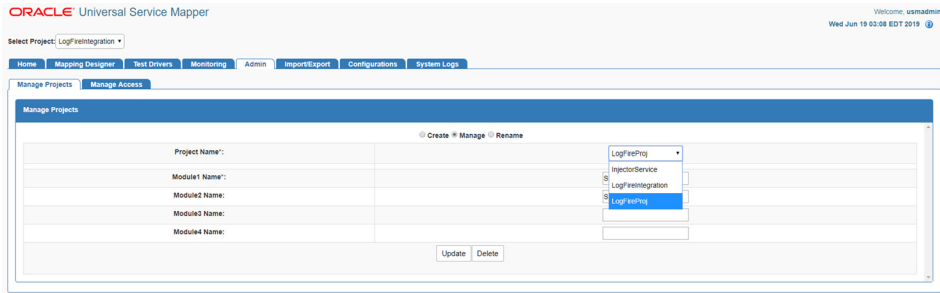 ORACLE® Universal Service Mapper
Welcome, usmadmin
Wed Jun 19 03:08 EDT 2019
Select Project: LogFireIntegration
Home Mapping Designer Test Drivers Monitoring Admin Import/Export Configurations System Logs
Manage Projects Manage Access
Manage Projects
Create Manage Rename
Project Name*: LogFireProj
InjectorService
Module1 Name*: S
LogFireIntegration
Module2 Name: S
LogFireProj
Module3 Name:
Module4 Name:
Update Delete